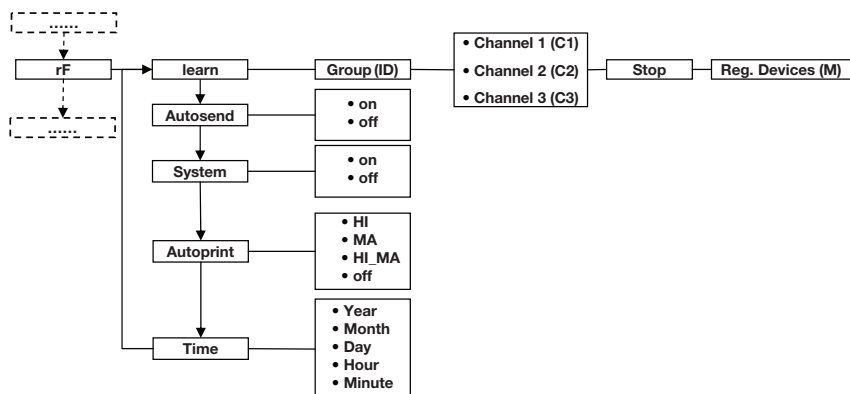 ......
rF
......
learn
Group (ID)
• Channel 1 (C1)
• Channel 2 (C2)
• Channel 3 (C3)
Stop
Reg. Devices (M)
Autosend
• on
• off
System
• on
• off
Autoprint
• HI
• MA
• HI_MA
• off
Time
• Year
• Month
• Day
• Hour
• Minute